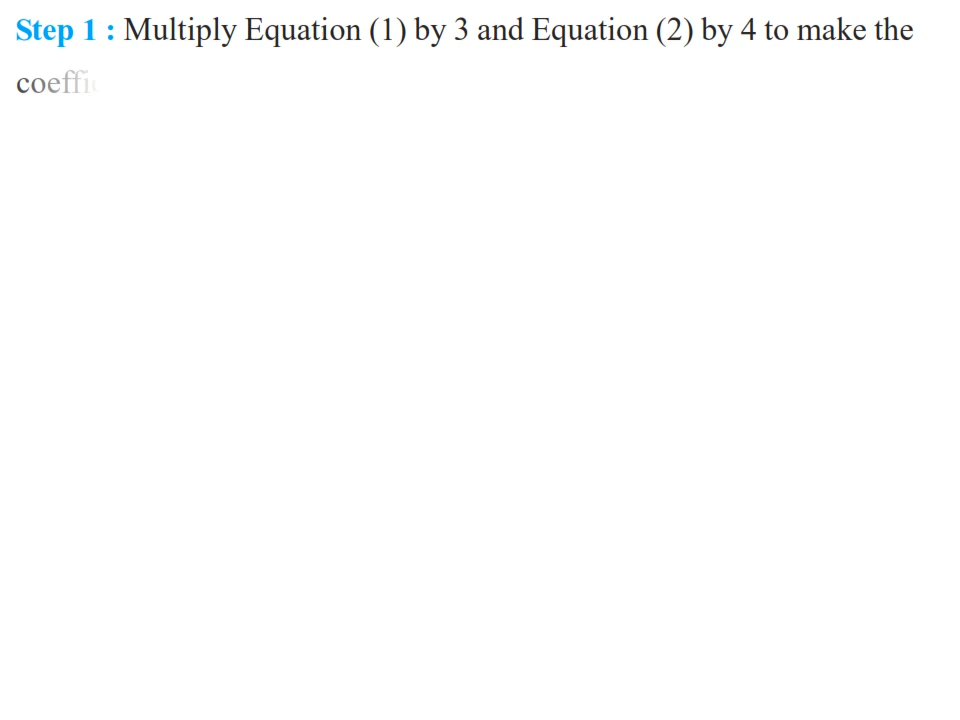 Step 1 : Multiply Equation (1) by 3 and Equation (2) by 4 to make the